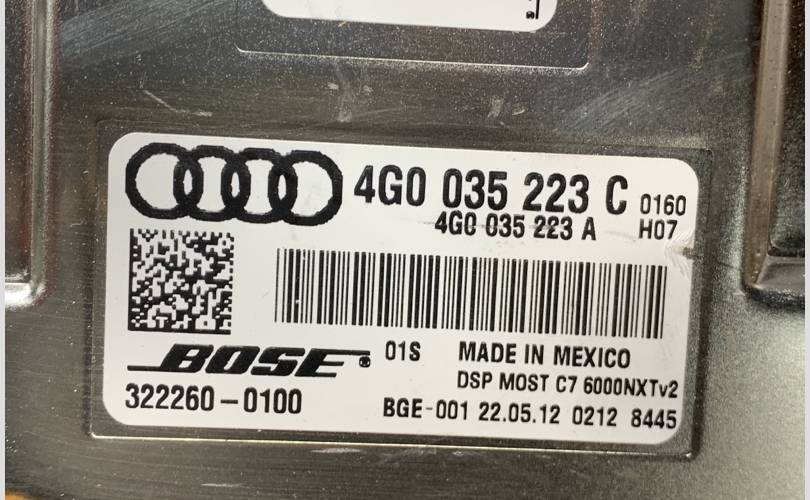 4G0 035 223 C 0160
4G0 035 223 A H07
BOSE® 01S MADE IN MEXICO
DSP MOST C7 6000NXTv2
322260-0100
BGE-001 22.05.12 0212 8445